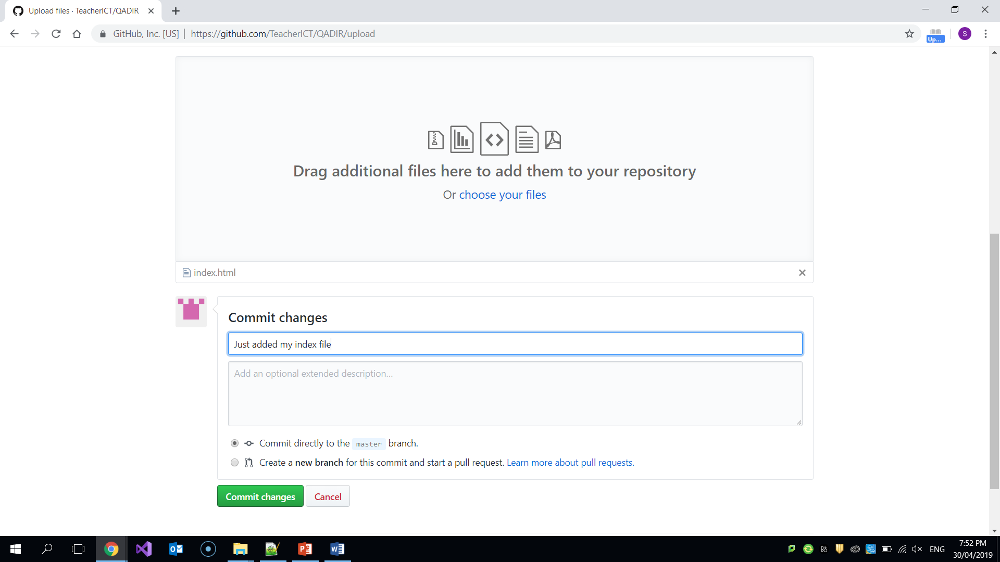 Upload files · TeacherICT/QADIR
GitHub, Inc. [US] | https://github.com/TeacherICT/QADIR/upload
Up...
S
Drag additional files here to add them to your repository
Or choose your files
index.html
Commit changes
Just added my index file
Add an optional extended description...
Commit directly to the master branch.
Create a new branch for this commit and start a pull request. Learn more about pull requests.
Commit changes Cancel
ENG
7:52 PM
30/04/2019